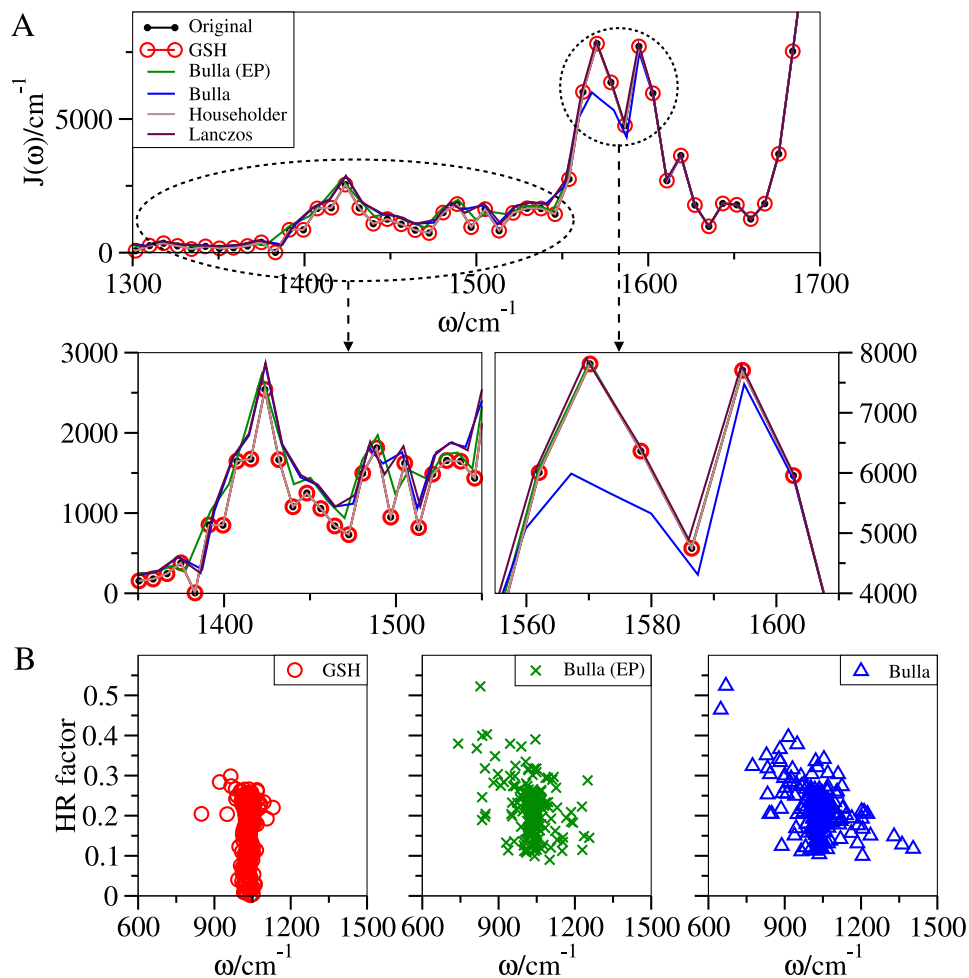 A
Original
GSH
Bulla (EP)
Bulla
Householder
Lanczos
J(ω)/cm⁻¹
5000
0
1300 1400 1500 1600 1700
ω/cm⁻¹
3000
2000
1000
0
1400 1500
8000
7000
6000
5000
4000
1560 1580 1600
B
HR factor
0.5
0.4
0.3
0.2
0.1
0
GSH
Bulla (EP)
Bulla
600 900 1200 1500
600 900 1200 1500
600 900 1200 1500
ω/cm⁻¹
ω/cm⁻¹
ω/cm⁻¹